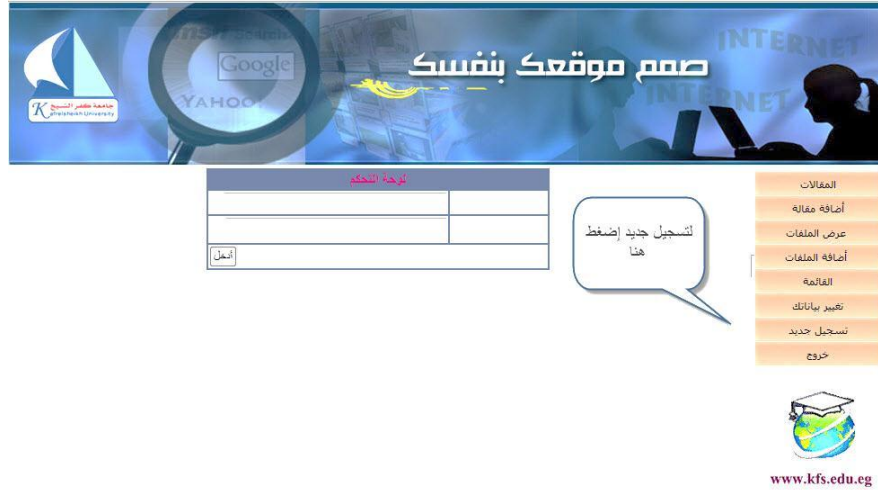 msn
Google
YAHOO!
INTERNET
INTERNET
صمم موقعك بنفسك
جامعة كفر الشيخ
Kafrelsheikh University
لوحة التحكم
أدخل
لتسجيل جديد إضغط
هنا
المقالات
أضافة مقالة
عرض الملفات
أضافة الملفات
القائمة
تغيير بياناتك
تسجيل جديد
خروج
www.kfs.edu.eg